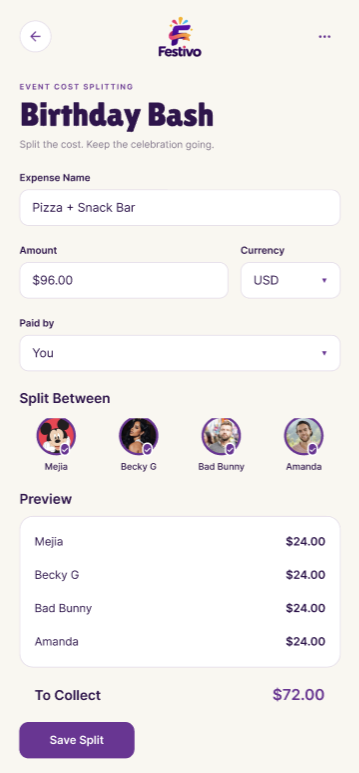 Festivo
EVENT COST SPLITTING
Birthday Bash
Split the cost. Keep the celebration going.
Expense Name
Pizza + Snack Bar
Amount
Currency
$96.00
USD
Paid by
You
Split Between
Mejia
Becky G
Bad Bunny
Amanda
Preview
Mejia $24.00
Becky G $24.00
Bad Bunny $24.00
Amanda $24.00
To Collect $72.00
Save Split